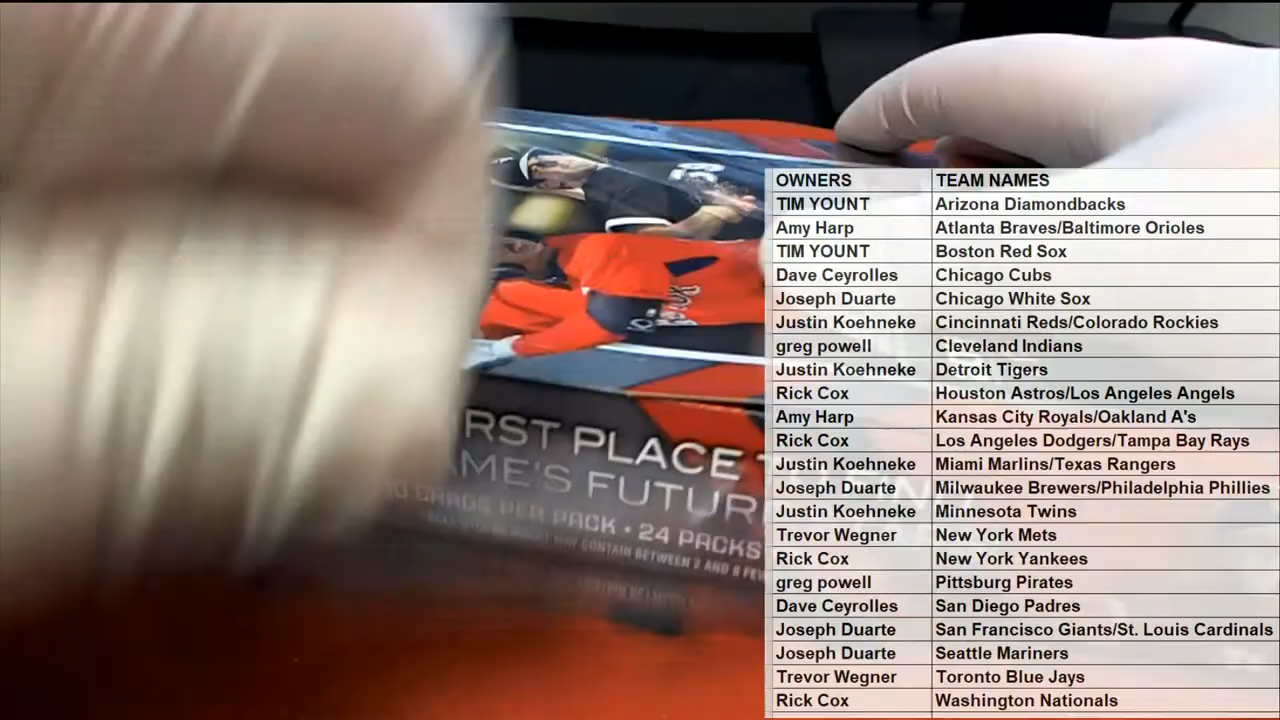 RST PLACE
AME'S FUTUR
CARDS PER PACK · 24 PACKS
OWNERS TEAM NAMES
TIM YOUNT Arizona Diamondbacks
Amy Harp Atlanta Braves/Baltimore Orioles
TIM YOUNT Boston Red Sox
Dave Ceyrolles Chicago Cubs
Joseph Duarte Chicago White Sox
Justin Koehneke Cincinnati Reds/Colorado Rockies
greg powell Cleveland Indians
Justin Koehneke Detroit Tigers
Rick Cox Houston Astros/Los Angeles Angels
Amy Harp Kansas City Royals/Oakland A's
Rick Cox Los Angeles Dodgers/Tampa Bay Rays
Justin Koehneke Miami Marlins/Texas Rangers
Joseph Duarte Milwaukee Brewers/Philadelphia Phillies
Justin Koehneke Minnesota Twins
Trevor Wegner New York Mets
Rick Cox New York Yankees
greg powell Pittsburg Pirates
Dave Ceyrolles San Diego Padres
Joseph Duarte San Francisco Giants/St. Louis Cardinals
Joseph Duarte Seattle Mariners
Trevor Wegner Toronto Blue Jays
Rick Cox Washington Nationals